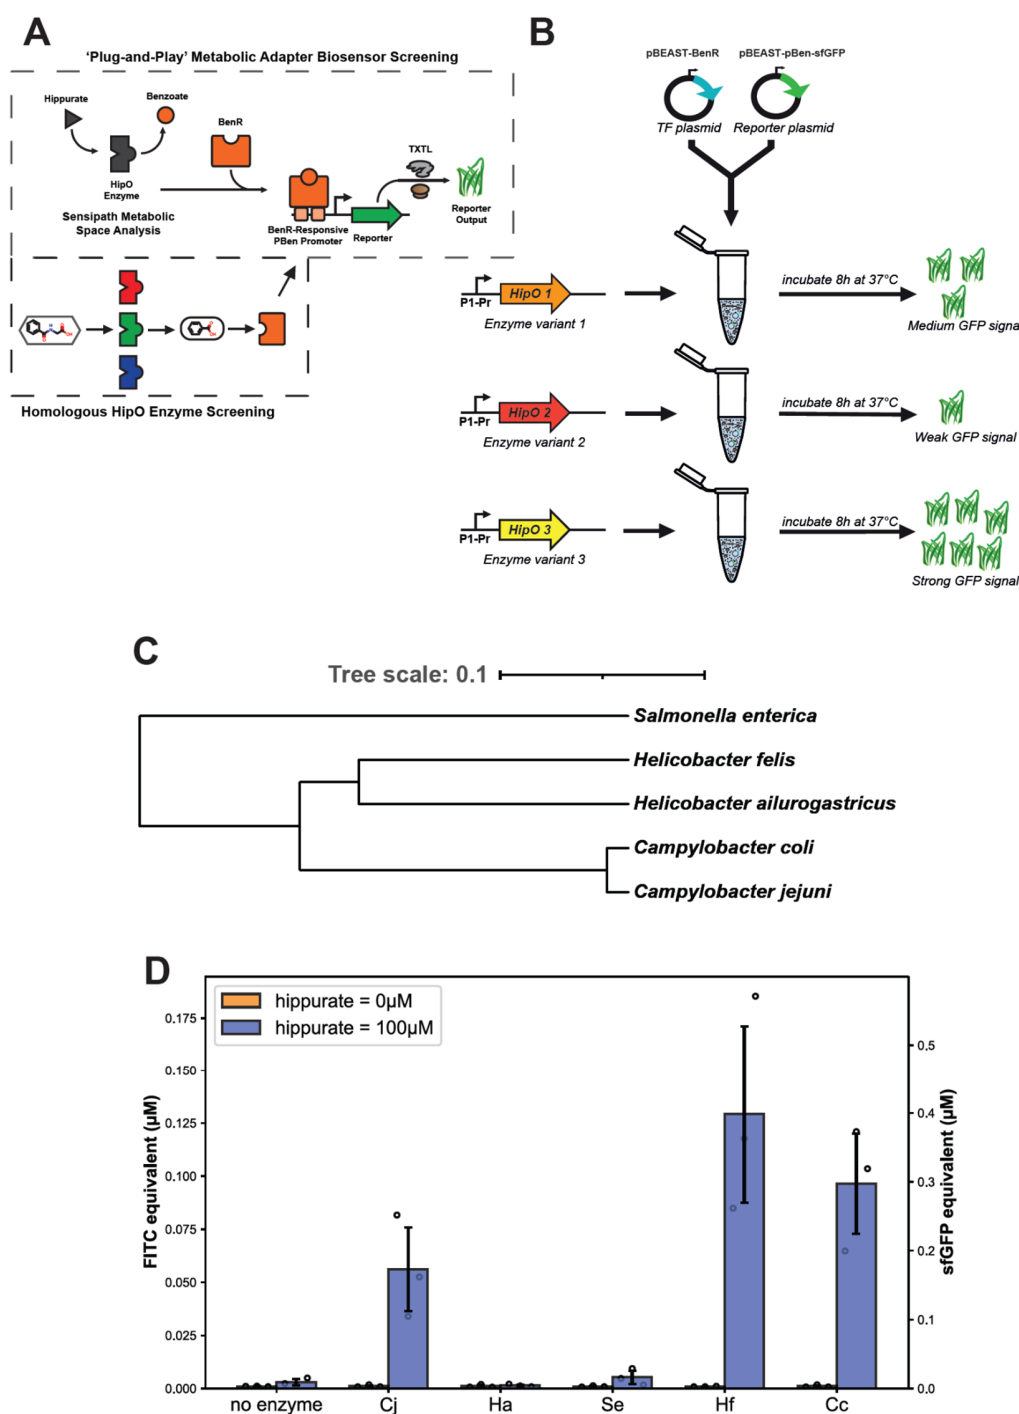 A
'Plug-and-Play' Metabolic Adapter Biosensor Screening
Hippurate
Benzoate
BenR
HipO
Enzyme
TXTL
Sensipath Metabolic
Space Analysis
BenR-Responsive
PBen Promoter
Reporter
Reporter
Output
Homologous HipO Enzyme Screening
B
pBEAST-BenR
pBEAST-pBen-sfGFP
TF plasmid
Reporter plasmid
P1-Pr
HipO 1
Enzyme variant 1
incubate 8h at 37°C
Medium GFP signal
P1-Pr
HipO 2
Enzyme variant 2
incubate 8h at 37°C
Weak GFP signal
P1-Pr
HipO 3
Enzyme variant 3
incubate 8h at 37°C
Strong GFP signal
C
Tree scale: 0.1
Salmonella enterica
Helicobacter felis
Helicobacter ailurogastricus
Campylobacter coli
Campylobacter jejuni
D
hippurate = 0µM
hippurate = 100µM
FITC equivalent (µM)
0.175
0.150
0.125
0.100
0.075
0.050
0.025
0.000
sfGFP equivalent (µM)
0.5
0.4
0.3
0.2
0.1
0.0
no enzyme
Cj
Ha
Se
Hf
Cc